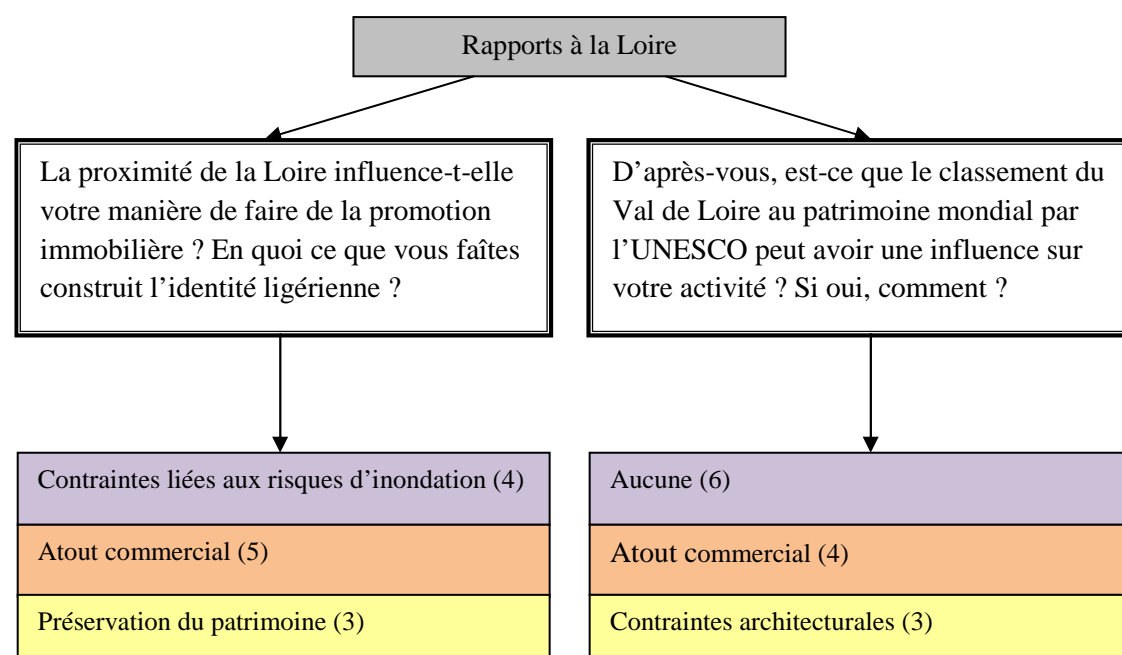 Rapports à la Loire
La proximité de la Loire influence-t-elle
votre manière de faire de la promotion
immobilière ? En quoi ce que vous faîtes
construit l’identité ligérienne ?
D’après-vous, est-ce que le classement du
Val de Loire au patrimoine mondial par
l’UNESCO peut avoir une influence sur
votre activité ? Si oui, comment ?
Contraintes liées aux risques d’inondation (4)
Atout commercial (5)
Préservation du patrimoine (3)
Aucune (6)
Atout commercial (4)
Contraintes architecturales (3)